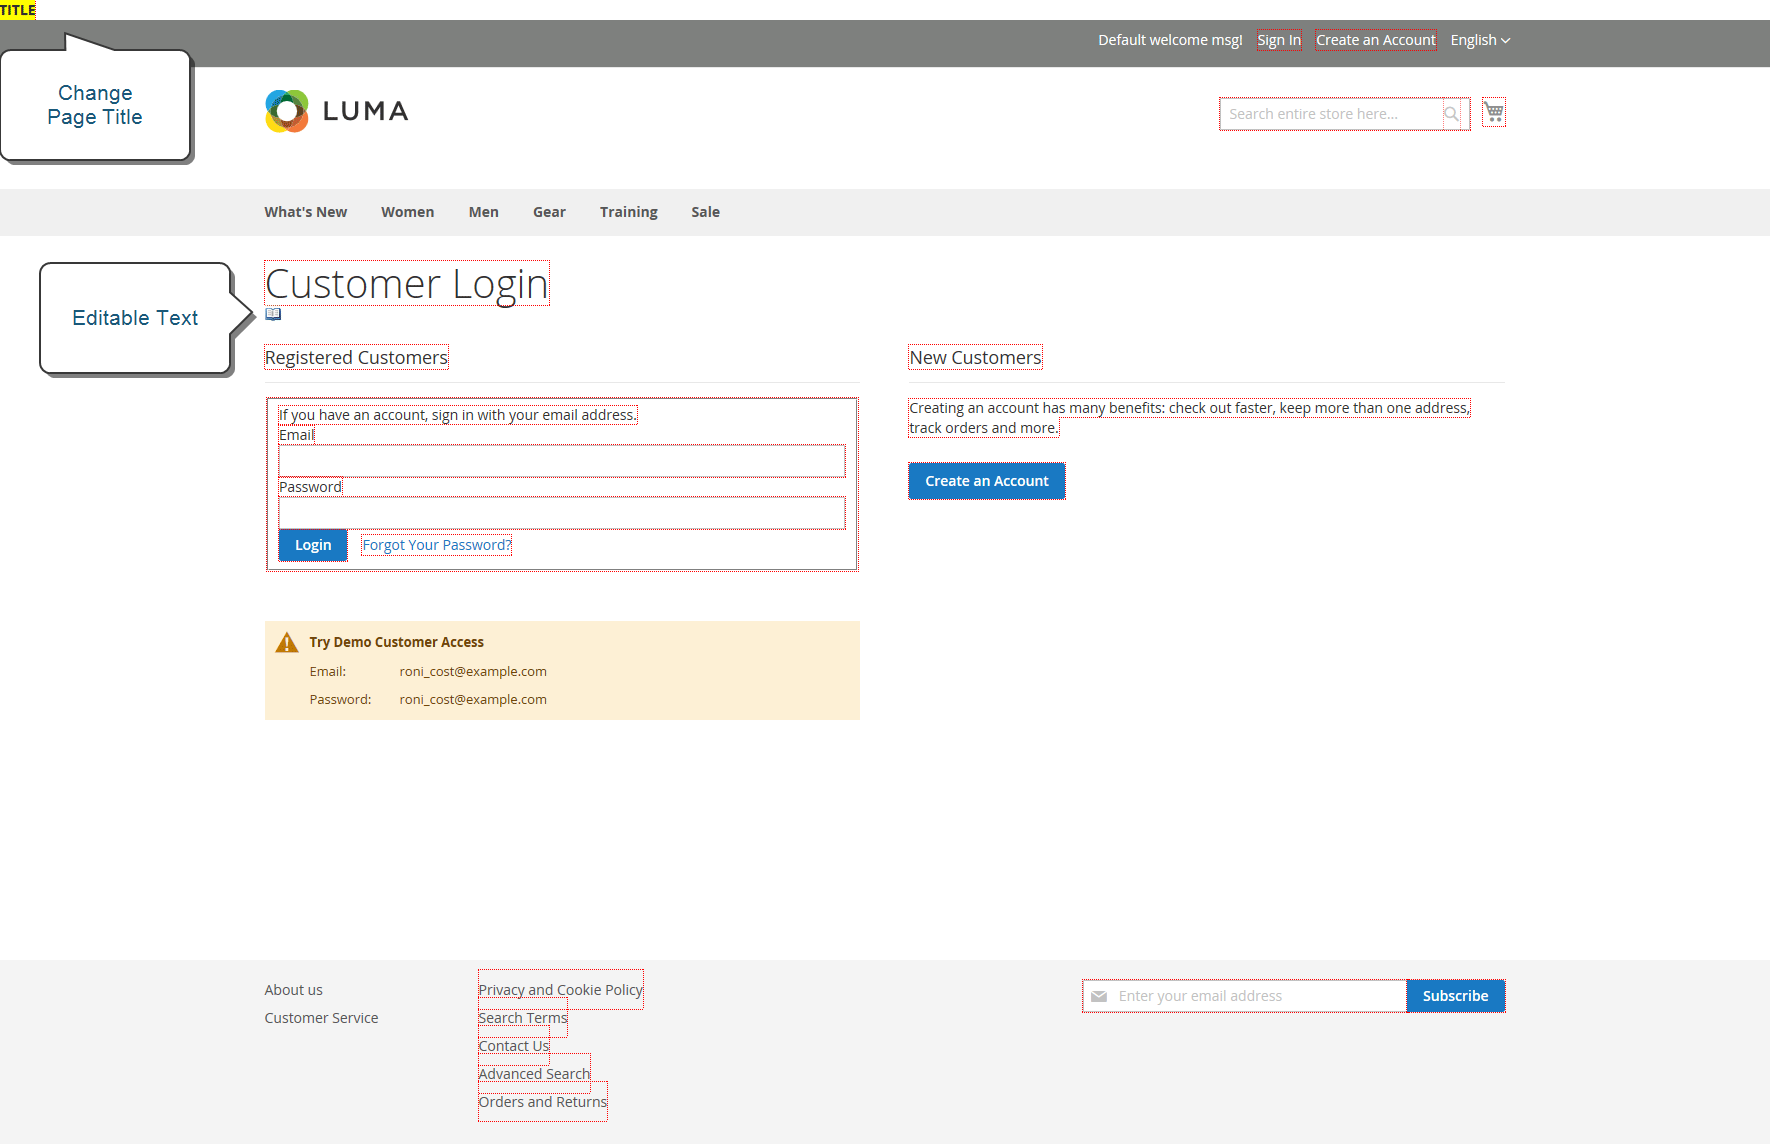 TITLE
Default welcome msg! Sign In Create an Account English
Change
Page Title
LUMA
Search entire store here...
What's New Women Men Gear Training Sale
Customer Login
Editable Text
Registered Customers
If you have an account, sign in with your email address.
Email
Password
Login Forgot Your Password?
New Customers
Creating an account has many benefits: check out faster, keep more than one address,
track orders and more.
Create an Account
Try Demo Customer Access
Email: roni_cost@example.com
Password: roni_cost@example.com
About us
Customer Service
Privacy and Cookie Policy
Search Terms
Contact Us
Advanced Search
Orders and Returns
Enter your email address Subscribe